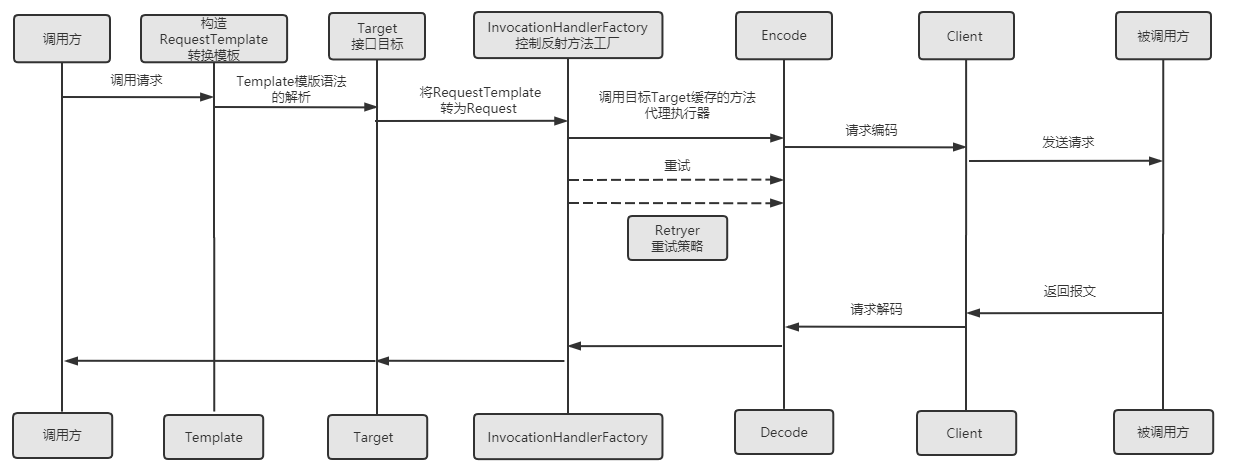 调用方
构造
RequestTemplate
转换模板
Target
接口目标
InvocationHandlerFactory
控制反射方法工厂
Encode
Client
被调用方
调用请求
Template模版语法
的解析
将RequestTemplate
转为Request
调用目标Target缓存的方法
代理执行器
请求编码
发送请求
重试
Retryer
重试策略
返回报文
请求解码
调用方
Template
Target
InvocationHandlerFactory
Decode
Client
被调用方